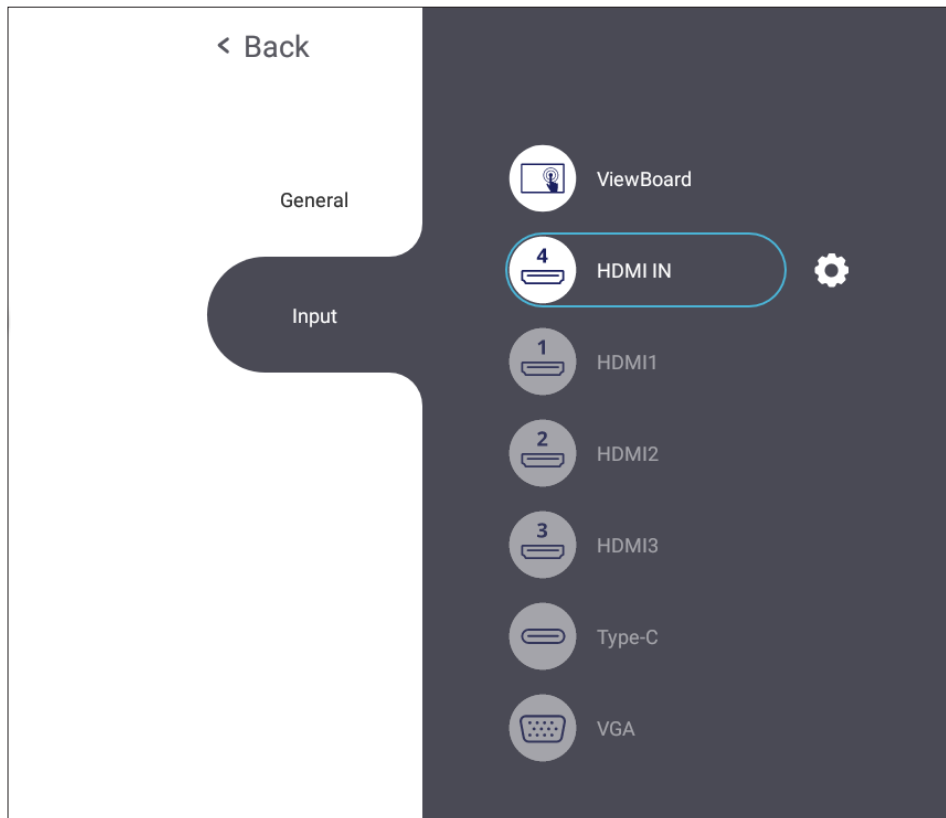 < Back
General
Input
ViewBoard
4
HDMI IN
1
HDMI1
2
HDMI2
3
HDMI3
Type-C
VGA